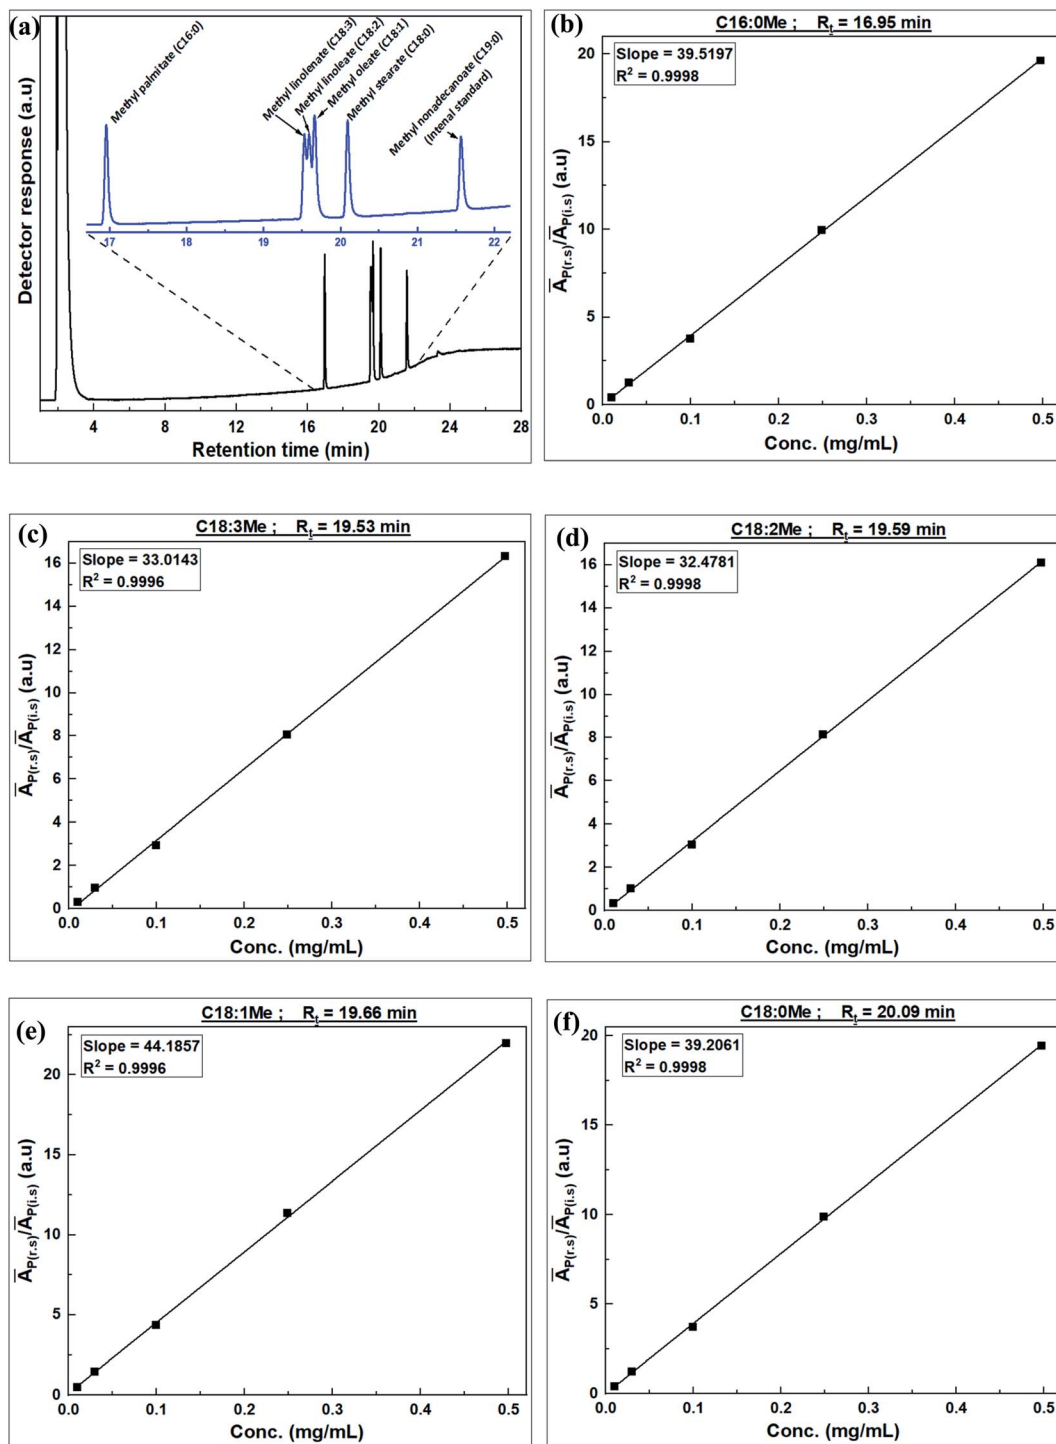 (a)
Methyl palmitate (C16:0)
Methyl linolenate (C18:3)
Methyl linoleate (C18:2)
Methyl oleate (C18:1)
Methyl stearate (C18:0)
Methyl nonadecanoate (C19:0)
(Intenal standard)
17 18 19 20 21 22
Detector response (a.u)
4 8 12 16 20 24 28
Retention time (min)
(b)
C16:0Me ; Rt = 16.95 min
Slope = 39.5197
R² = 0.9998
20
15
10
5
0
A̅P(r.s)/A̅P(i.s) (a.u)
0.0 0.1 0.2 0.3 0.4 0.5
Conc. (mg/mL)
(c)
C18:3Me ; Rt = 19.53 min
Slope = 33.0143
R² = 0.9996
16
14
12
10
8
6
4
2
0
A̅P(r.s)/A̅P(i.s) (a.u)
0.0 0.1 0.2 0.3 0.4 0.5
Conc. (mg/mL)
(d)
C18:2Me ; Rt = 19.59 min
Slope = 32.4781
R² = 0.9998
18
16
14
12
10
8
6
4
2
0
A̅P(r.s)/A̅P(i.s) (a.u)
0.0 0.1 0.2 0.3 0.4 0.5
Conc. (mg/mL)
(e)
C18:1Me ; Rt = 19.66 min
Slope = 44.1857
R² = 0.9996
20
15
10
5
0
A̅P(r.s)/A̅P(i.s) (a.u)
0.0 0.1 0.2 0.3 0.4 0.5
Conc. (mg/mL)
(f)
C18:0Me ; Rt = 20.09 min
Slope = 39.2061
R² = 0.9998
20
15
10
5
0
A̅P(r.s)/A̅P(i.s) (a.u)
0.0 0.1 0.2 0.3 0.4 0.5
Conc. (mg/mL)